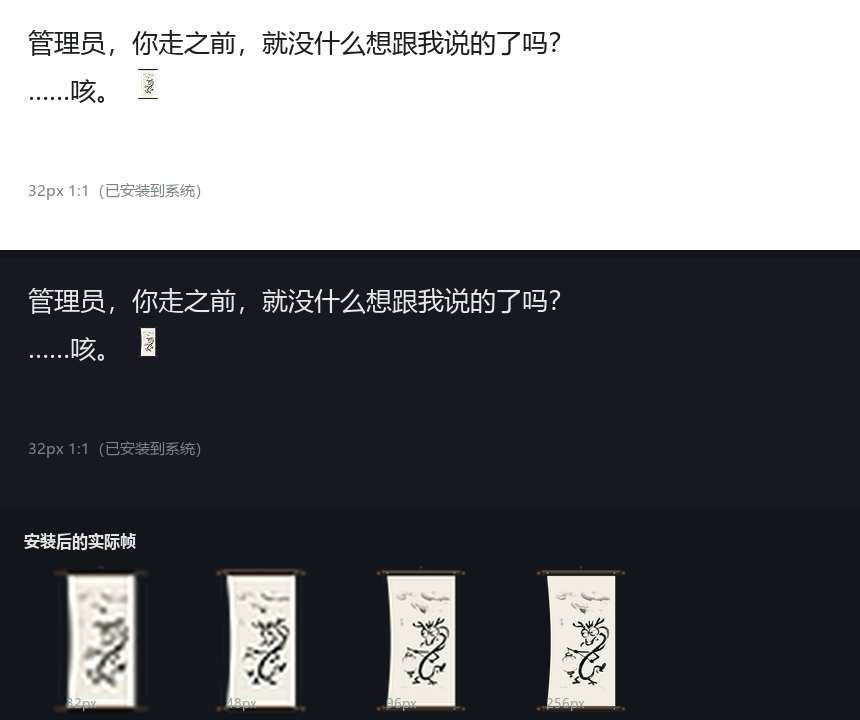 管理员，你走之前，就没什么想跟我说的了吗？
……咳。
32px 1:1（已安装到系统）
管理员，你走之前，就没什么想跟我说的了吗？
……咳。
32px 1:1（已安装到系统）
安装后的实际帧
32px 48px 96px 256px